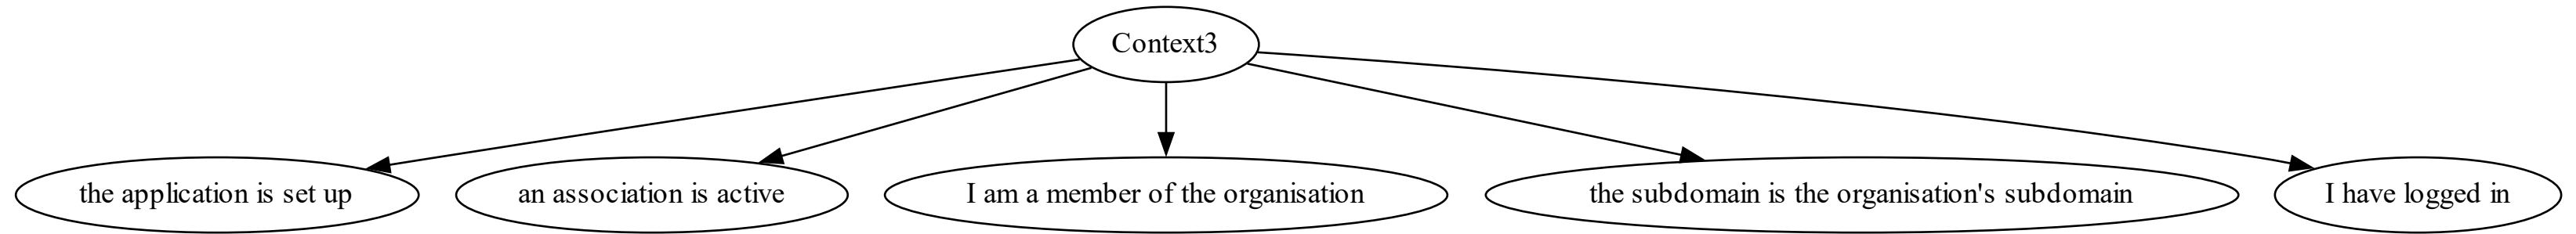 Context3
the application is set up
an association is active
I am a member of the organisation
the subdomain is the organisation's subdomain
I have logged in